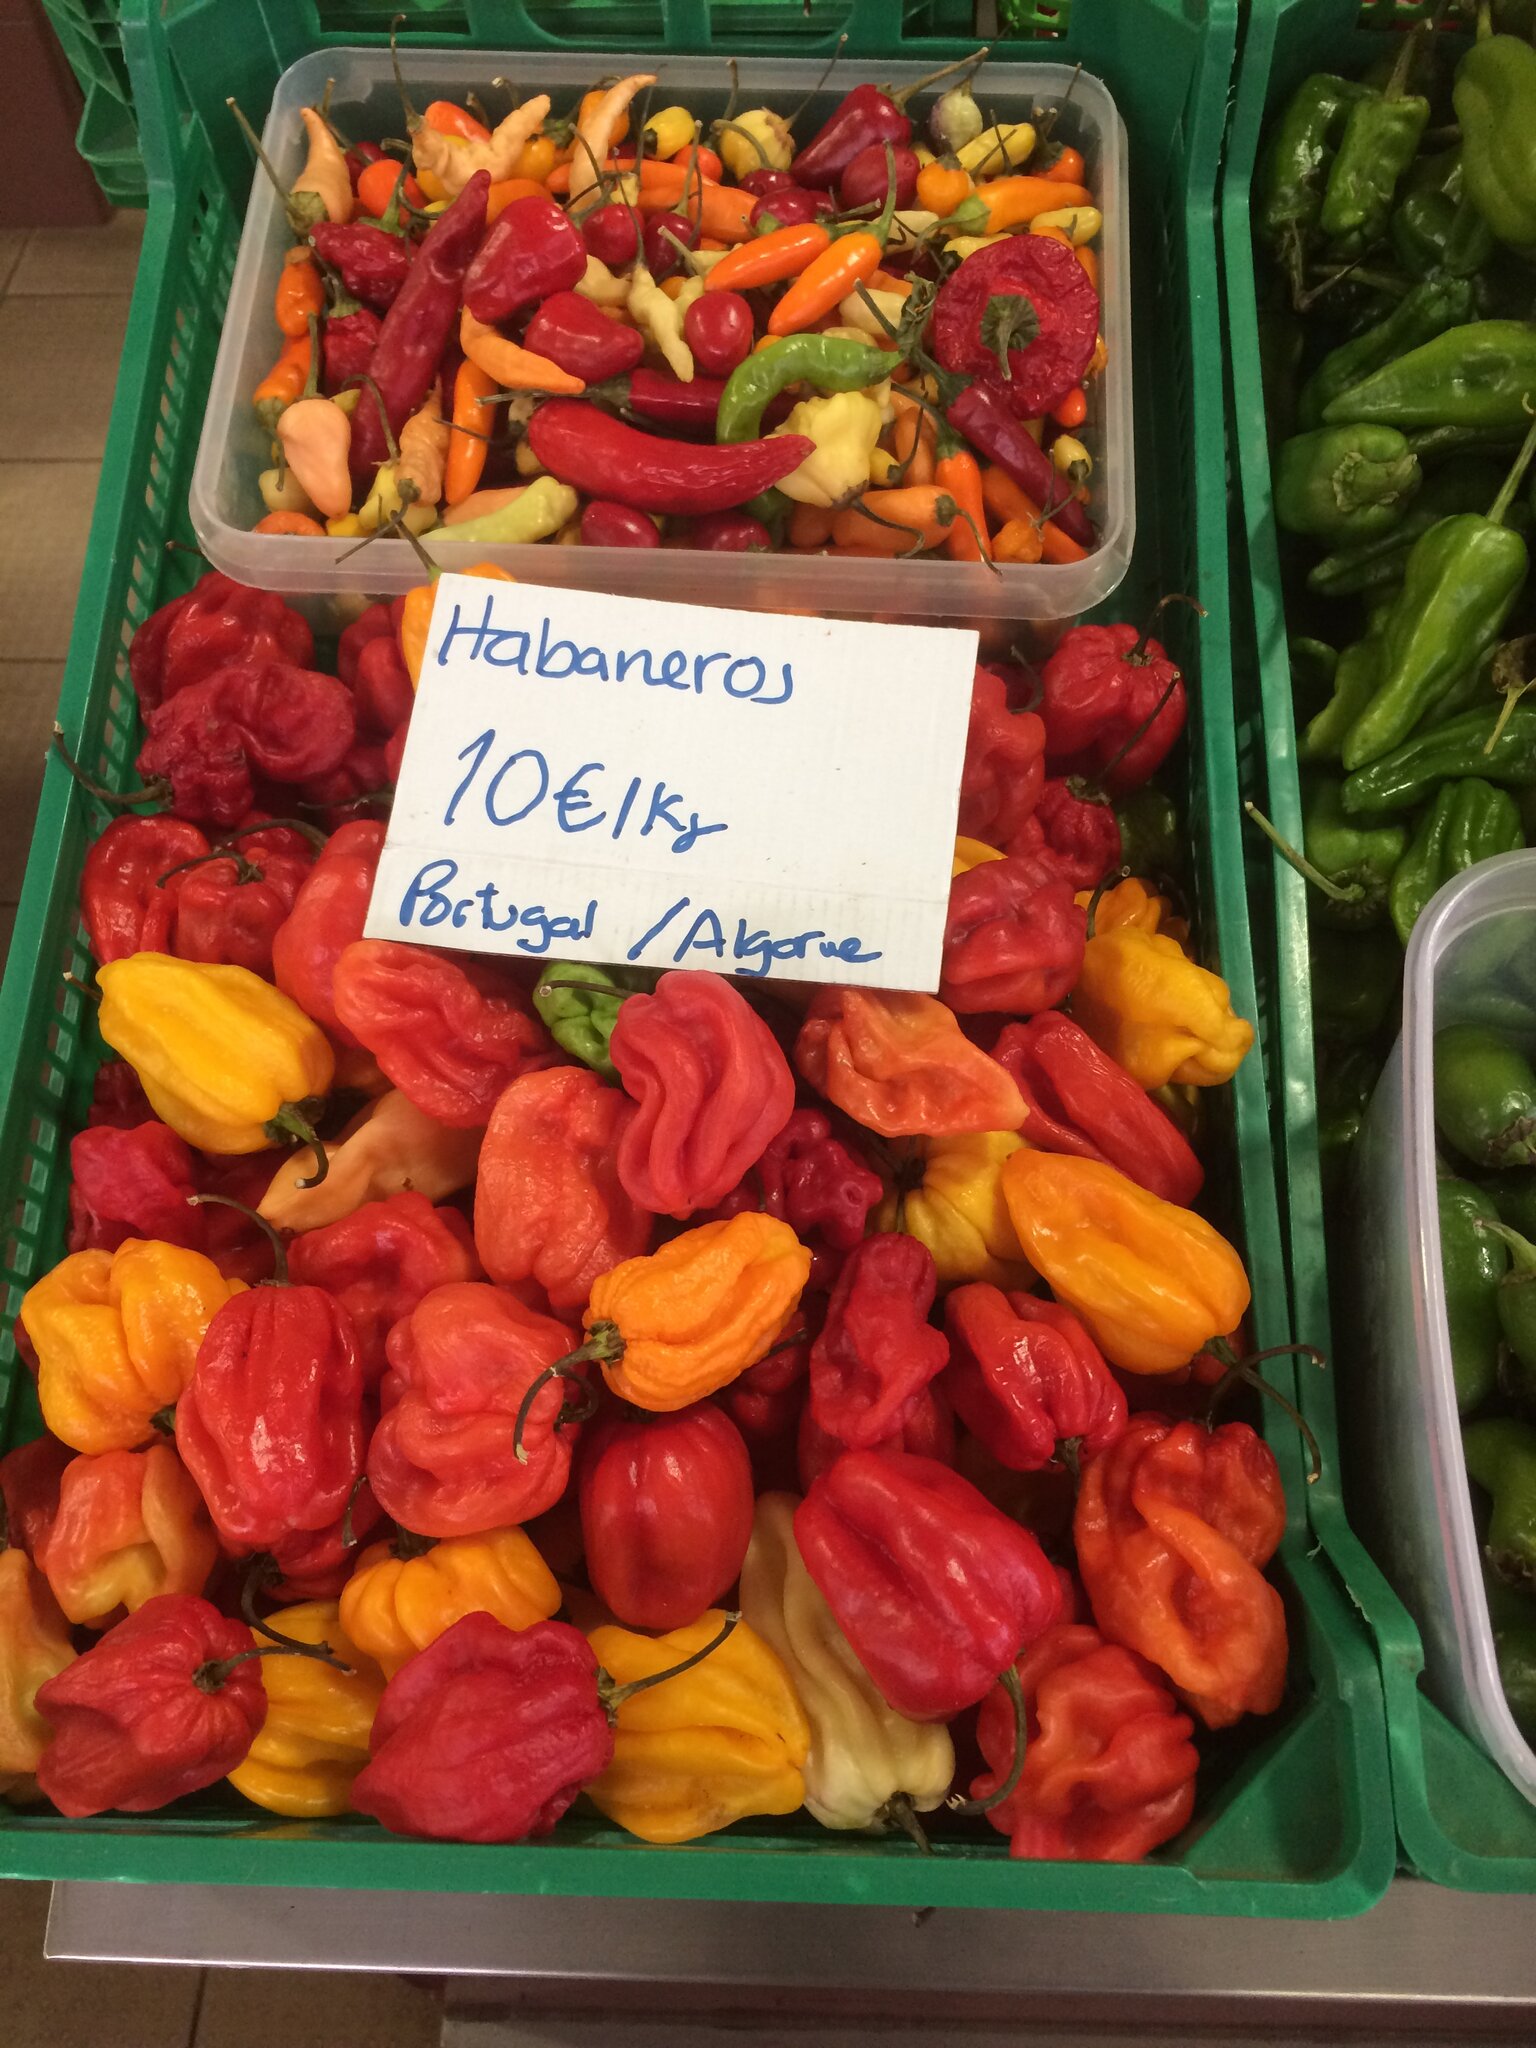 Habaneros
10€/Kg
Portugal /Algarve